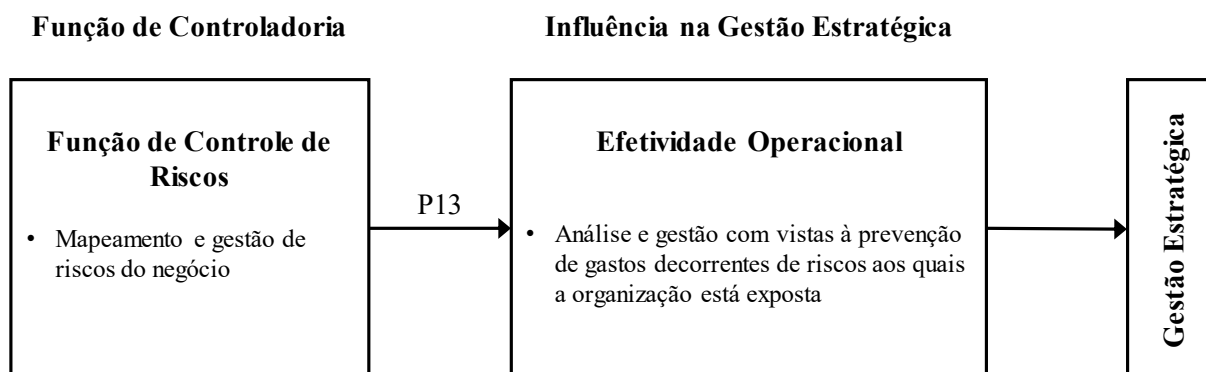 Função de Controladoria
Influência na Gestão Estratégica
Função de Controle de
Riscos
• Mapeamento e gestão de
riscos do negócio
P13
Efetividade Operacional
• Análise e gestão com vistas à prevenção
de gastos decorrentes de riscos aos quais
a organização está exposta
Gestão Estratégica